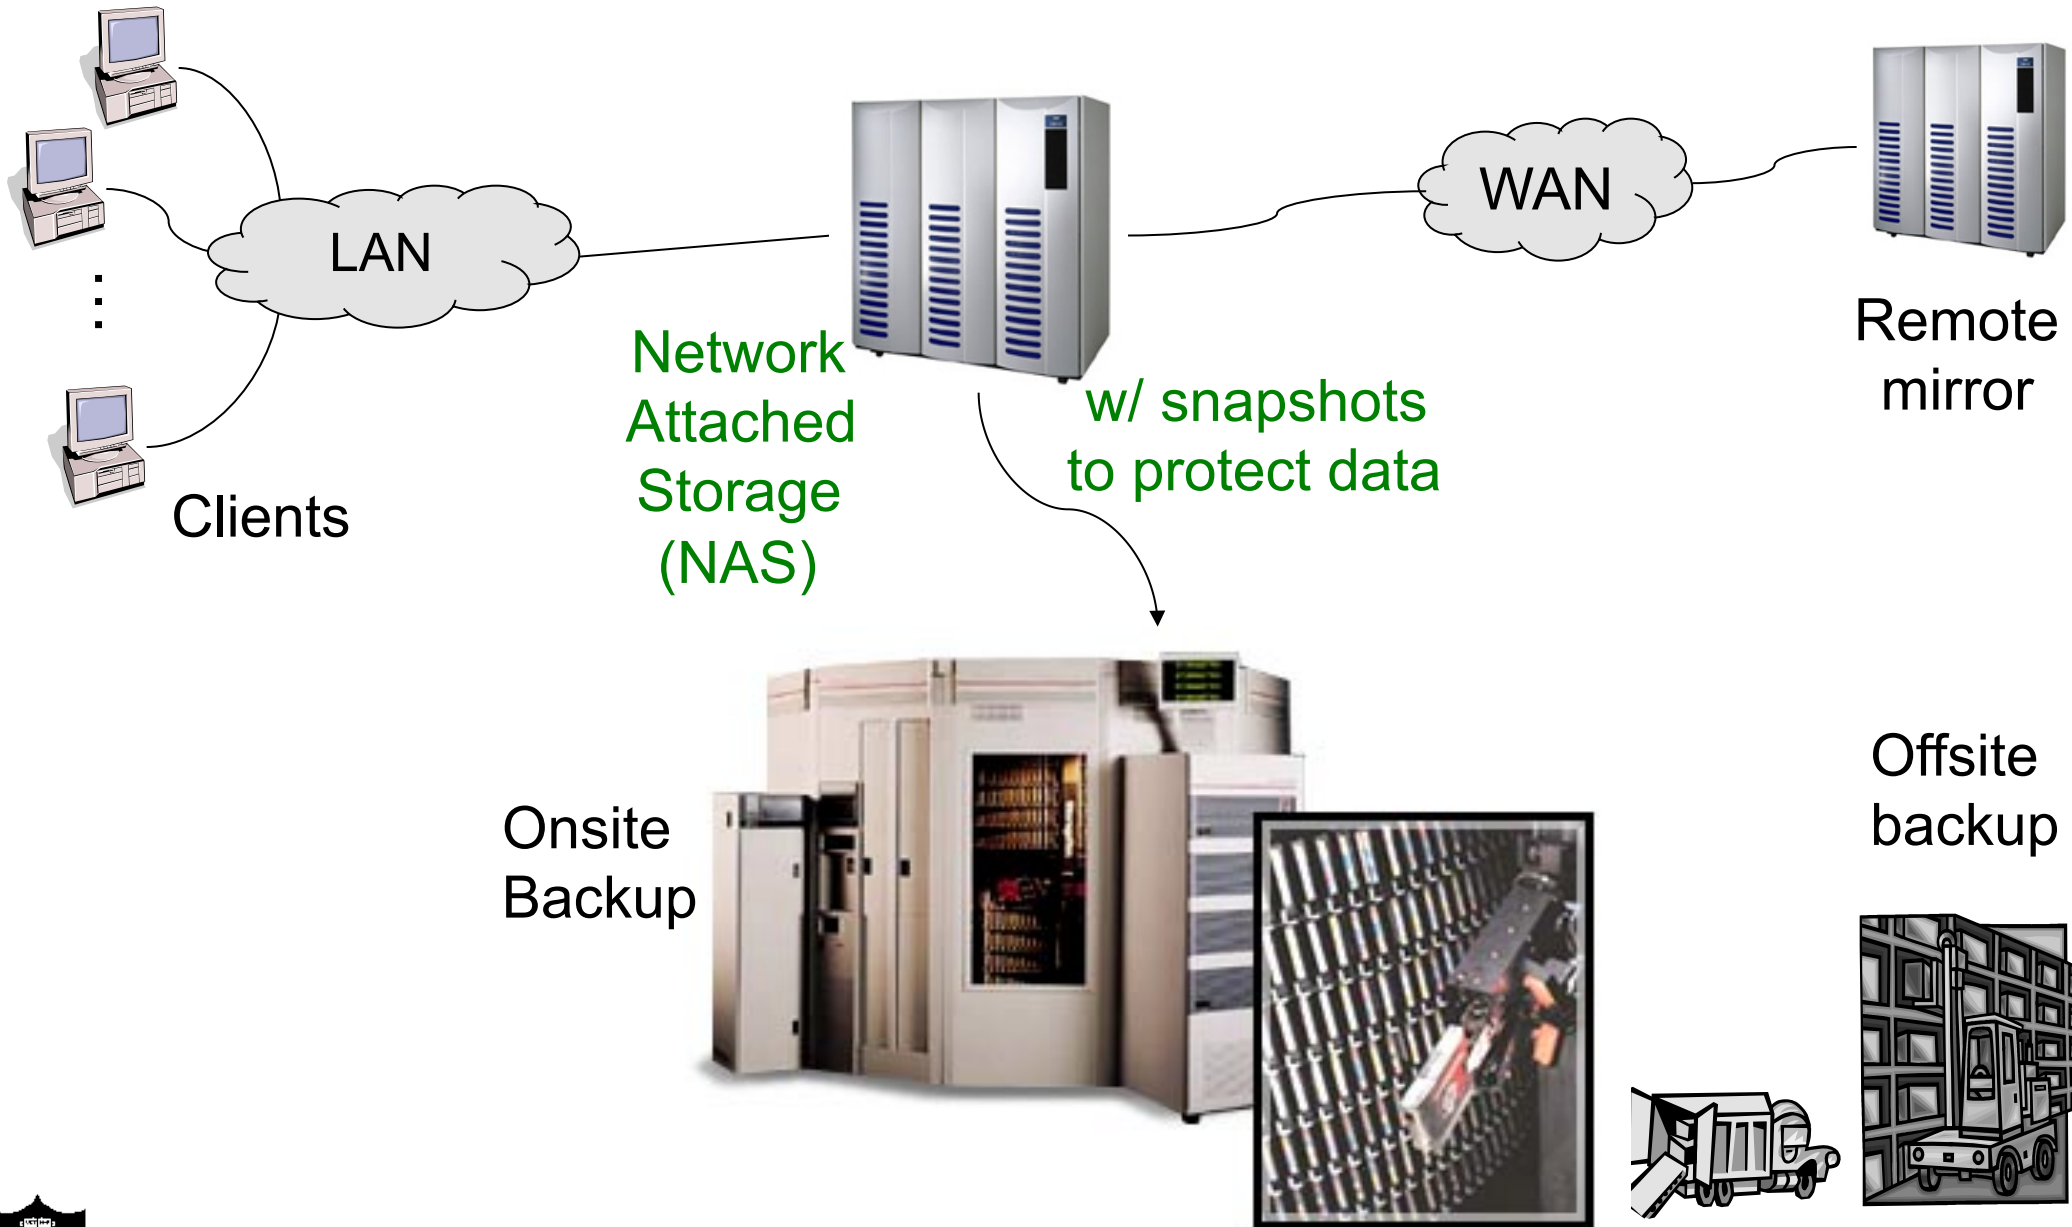 LAN
WAN
Network
Attached
Storage
(NAS)
w/ snapshots
to protect data
Remote
mirror
Clients
Onsite
Backup
Offsite
backup